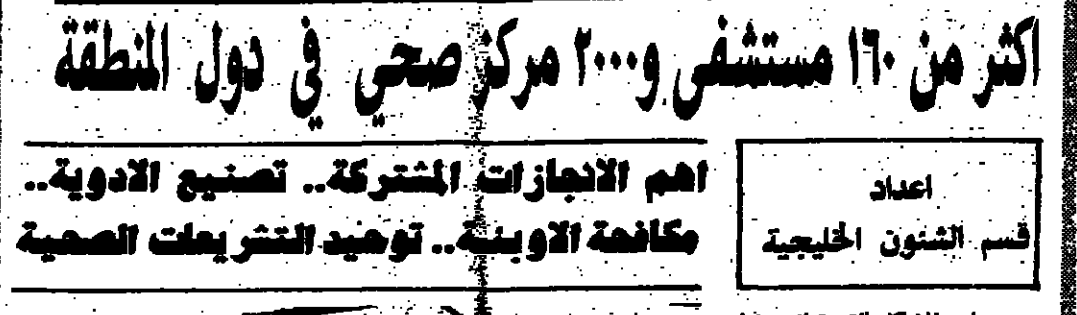 اكثر من ١٦٠ مستشفى و٢٠٠٠ مركز صحي في دول المنطقة
اعداد
قسم الشئون الخليجية
اهم الانجازات المشتركة.. تصنيع الادوية..
مكافحة الاوبئة.. توحيد التشريعات الصحية